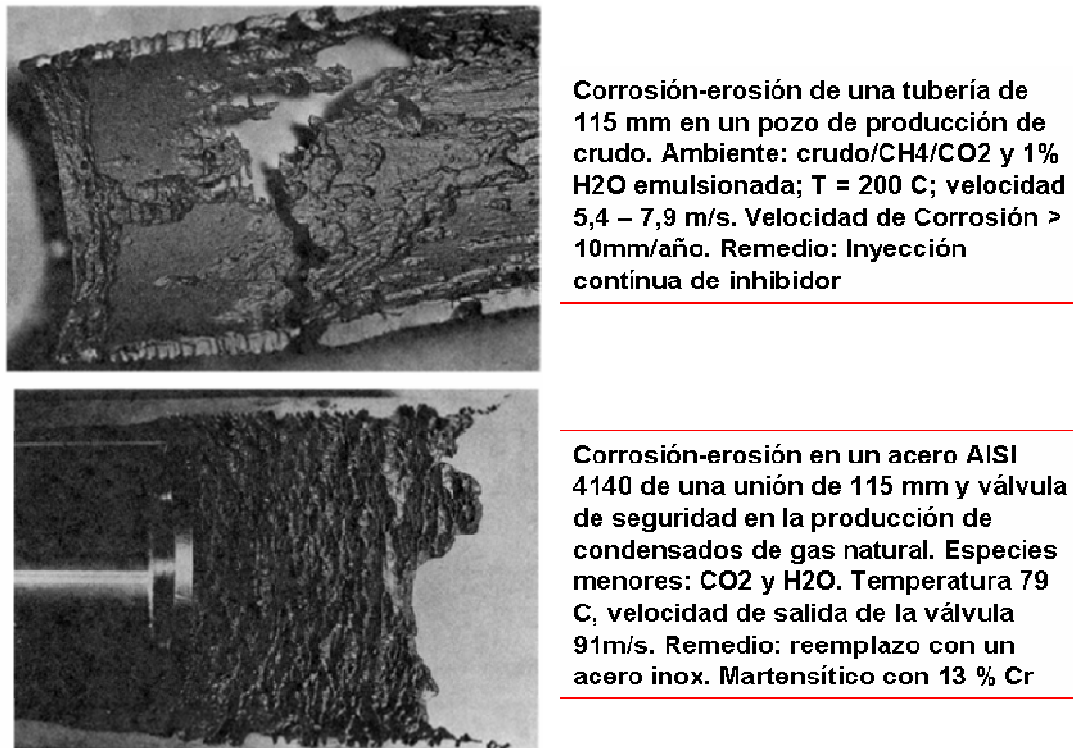 Corrosión-erosión de una tubería de
115 mm en un pozo de producción de
crudo. Ambiente: crudo/CH4/CO2 y 1%
H2O emulsionada; T = 200 C; velocidad
5,4 – 7,9 m/s. Velocidad de Corrosión >
10mm/año. Remedio: Inyección
contínua de inhibidor
Corrosión-erosión en un acero AISI
4140 de una unión de 115 mm y válvula
de seguridad en la producción de
condensados de gas natural. Especies
menores: CO2 y H2O. Temperatura 79
C, velocidad de salida de la válvula
91m/s. Remedio: reemplazo con un
acero inox. Martensítico con 13 % Cr